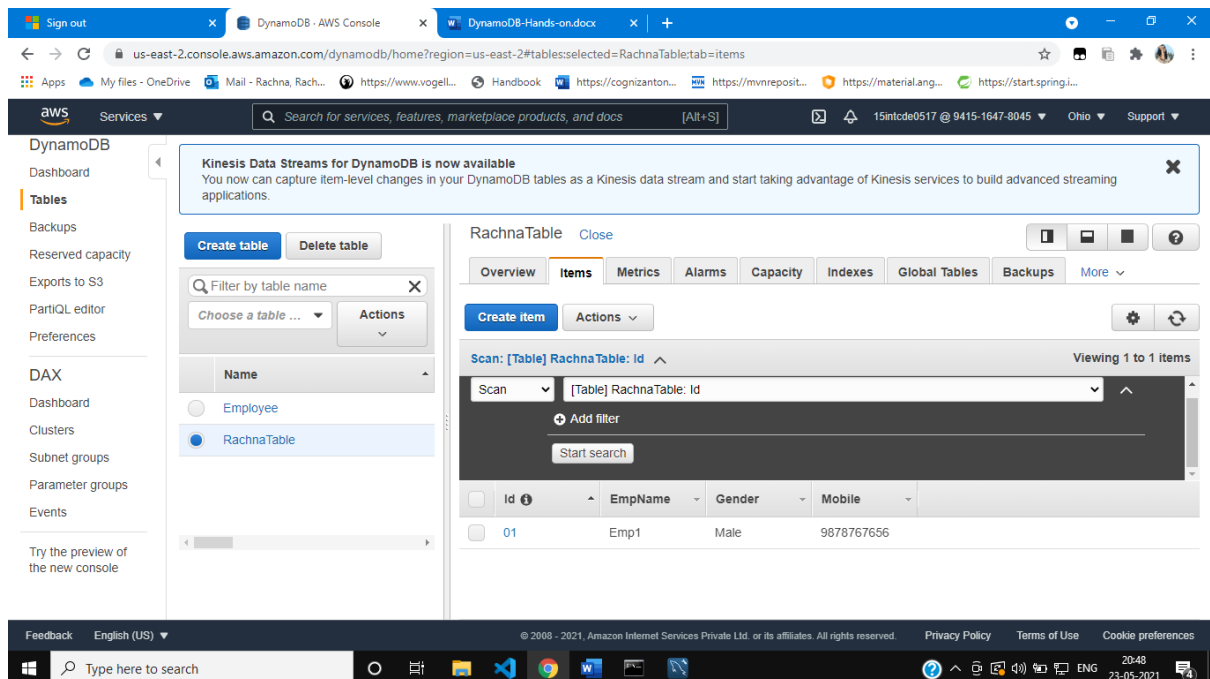 Sign out
DynamoDB · AWS Console
DynamoDB-Hands-on.docx
us-east-2.console.aws.amazon.com/dynamodb/home?region=us-east-2#tables:selected=RachnaTable;tab=items
Apps My files - OneDrive Mail - Rachna, Rach... https://www.vogell... Handbook https://cognizanton... https://mvnreposit... https://material.ang... https://start.spring.i...
aws Services Search for services, features, marketplace products, and docs [Alt+S] 15intcde0517 @ 9415-1647-8045 Ohio Support
DynamoDB
Dashboard
Tables
Backups
Reserved capacity
Exports to S3
PartiQL editor
Preferences
DAX
Dashboard
Clusters
Subnet groups
Parameter groups
Events
Try the preview of
the new console
Kinesis Data Streams for DynamoDB is now available
You now can capture item-level changes in your DynamoDB tables as a Kinesis data stream and start taking advantage of Kinesis services to build advanced streaming
applications.
Create table Delete table
Filter by table name
Choose a table ... Actions
Name
Employee
RachnaTable
RachnaTable Close
Overview Items Metrics Alarms Capacity Indexes Global Tables Backups More
Create item Actions
Scan: [Table] RachnaTable: Id Viewing 1 to 1 items
Scan [Table] RachnaTable: Id
Add filter
Start search
Id EmpName Gender Mobile
01 Emp1 Male 9878767656
Feedback English (US) © 2008 - 2021, Amazon Internet Services Private Ltd. or its affiliates. All rights reserved. Privacy Policy Terms of Use Cookie preferences
Type here to search ENG 20:48
23-05-2021 4